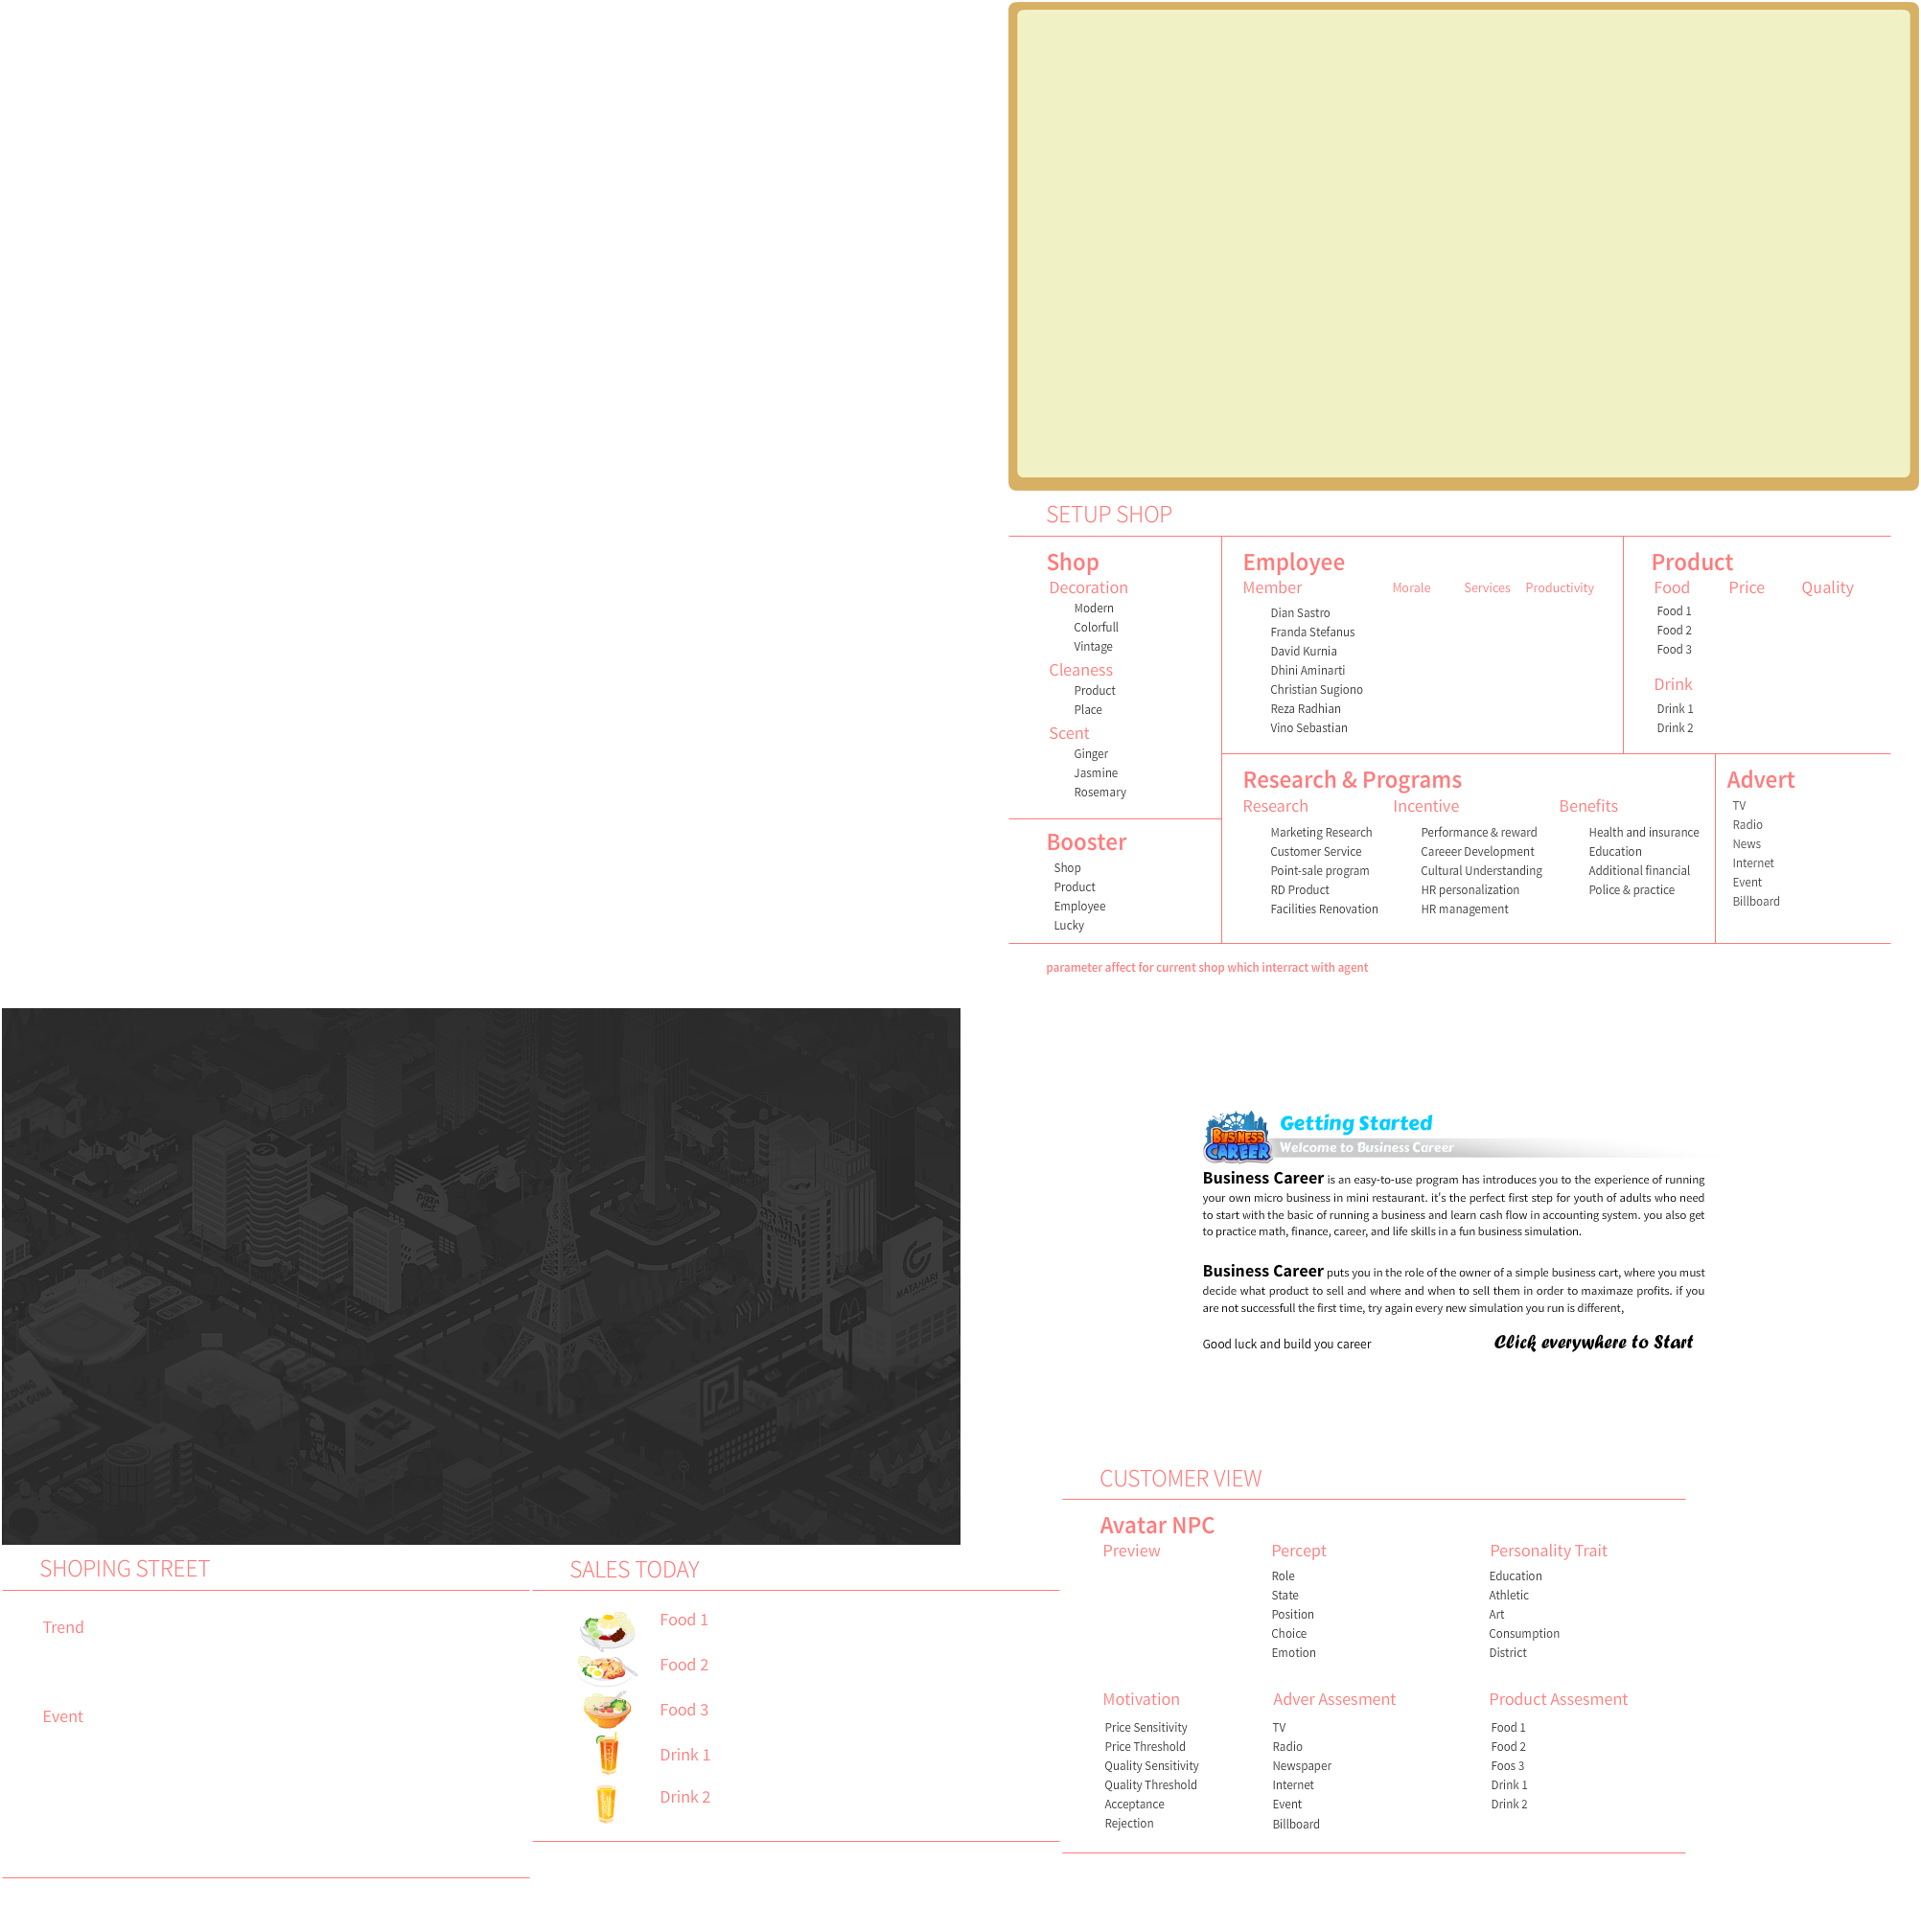 SETUP SHOP
Shop
Decoration
Modern
Colorfull
Vintage
Cleaness
Product
Place
Scent
Ginger
Jasmine
Rosemary
Booster
Shop
Product
Employee
Lucky
Employee
Member Morale Services Productivity
Dian Sastro
Franda Stefanus
David Kurnia
Dhini Aminarti
Christian Sugiono
Reza Radhian
Vino Sebastian
Product
Food Price Quality
Food 1
Food 2
Food 3
Drink
Drink 1
Drink 2
Research & Programs
Research
Marketing Research
Customer Service
Point-sale program
RD Product
Facilities Renovation
Incentive
Performance & reward
Careeer Development
Cultural Understanding
HR personalization
HR management
Benefits
Health and insurance
Education
Additional financial
Police & practice
Advert
TV
Radio
News
Internet
Event
Billboard
parameter affect for current shop which interract with agent
MATAHARI
KFC
BUSINESS
CAREER
Getting Started
Welcome to Business Career
Business Career is an easy-to-use program has introduces you to the experience of running
your own micro business in mini restaurant. it's the perfect first step for youth of adults who need
to start with the basic of running a business and learn cash flow in accounting system. you also get
to practice math, finance, career, and life skills in a fun business simulation.
Business Career puts you in the role of the owner of a simple business cart, where you must
decide what product to sell and where and when to sell them in order to maximaze profits. if you
are not successfull the first time, try again every new simulation you run is different,
Good luck and build you career
Click everywhere to Start
SHOPING STREET
Trend
Event
SALES TODAY
Food 1
Food 2
Food 3
Drink 1
Drink 2
CUSTOMER VIEW
Avatar NPC
Preview
Percept
Role
State
Position
Choice
Emotion
Personality Trait
Education
Athletic
Art
Consumption
District
Motivation
Price Sensitivity
Price Threshold
Quality Sensitivity
Quality Threshold
Acceptance
Rejection
Adver Assesment
TV
Radio
Newspaper
Internet
Event
Billboard
Product Assesment
Food 1
Food 2
Foos 3
Drink 1
Drink 2